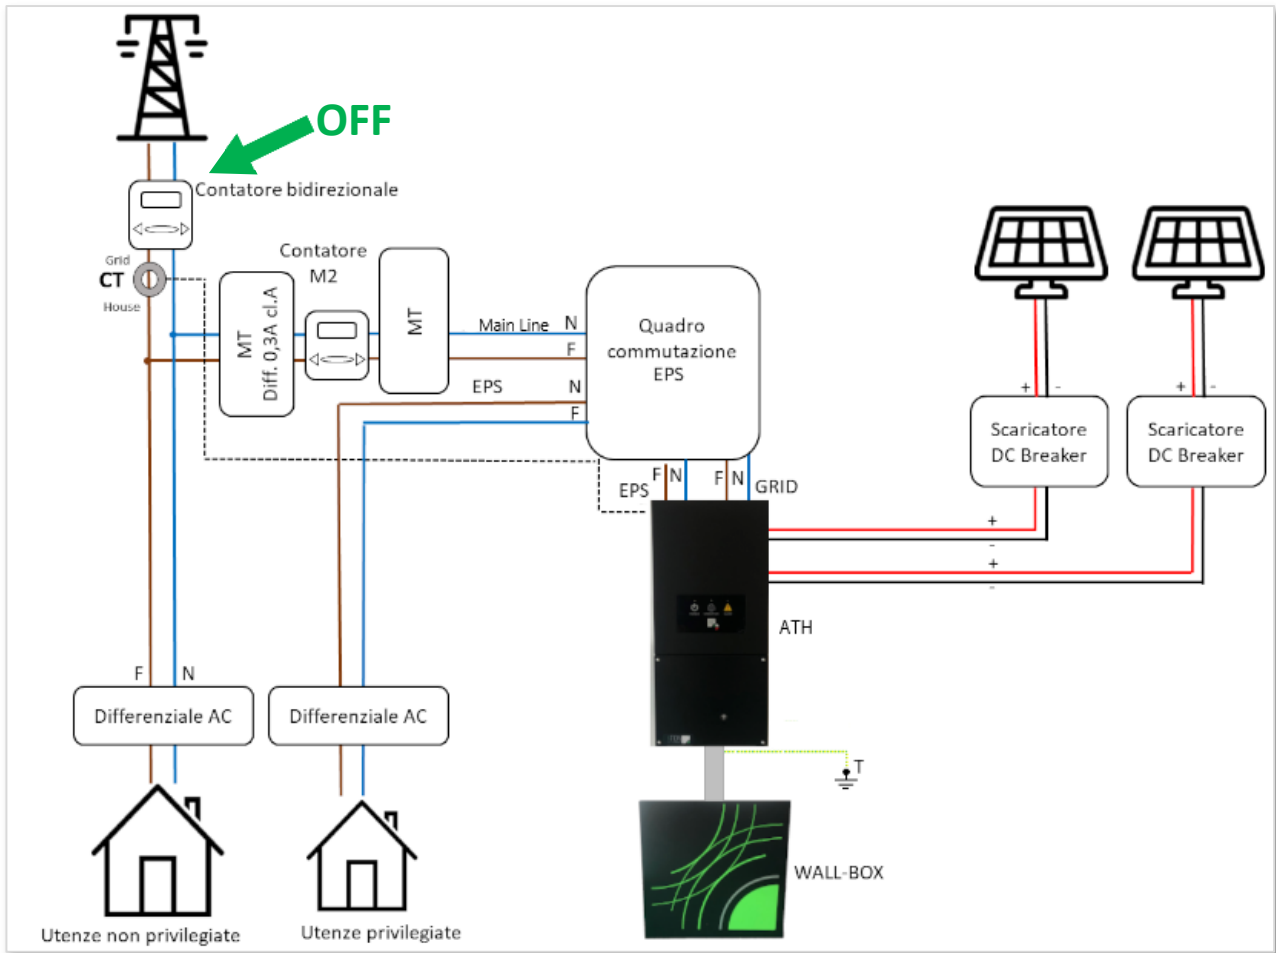 OFF
Contatore bidirezionale
Grid
CT
House
Contatore
M2
MT
Diff. 0,3A cl.A
MT
Main Line
N
F
EPS
N
F
Quadro
commutazione
EPS
F
N
F
N
EPS
GRID
+
-
+
-
Scaricatore
DC Breaker
Scaricatore
DC Breaker
+
-
+
-
ATH
F
N
Differenziale AC
Differenziale AC
T
WALL-BOX
Utenze non privilegiate
Utenze privilegiate